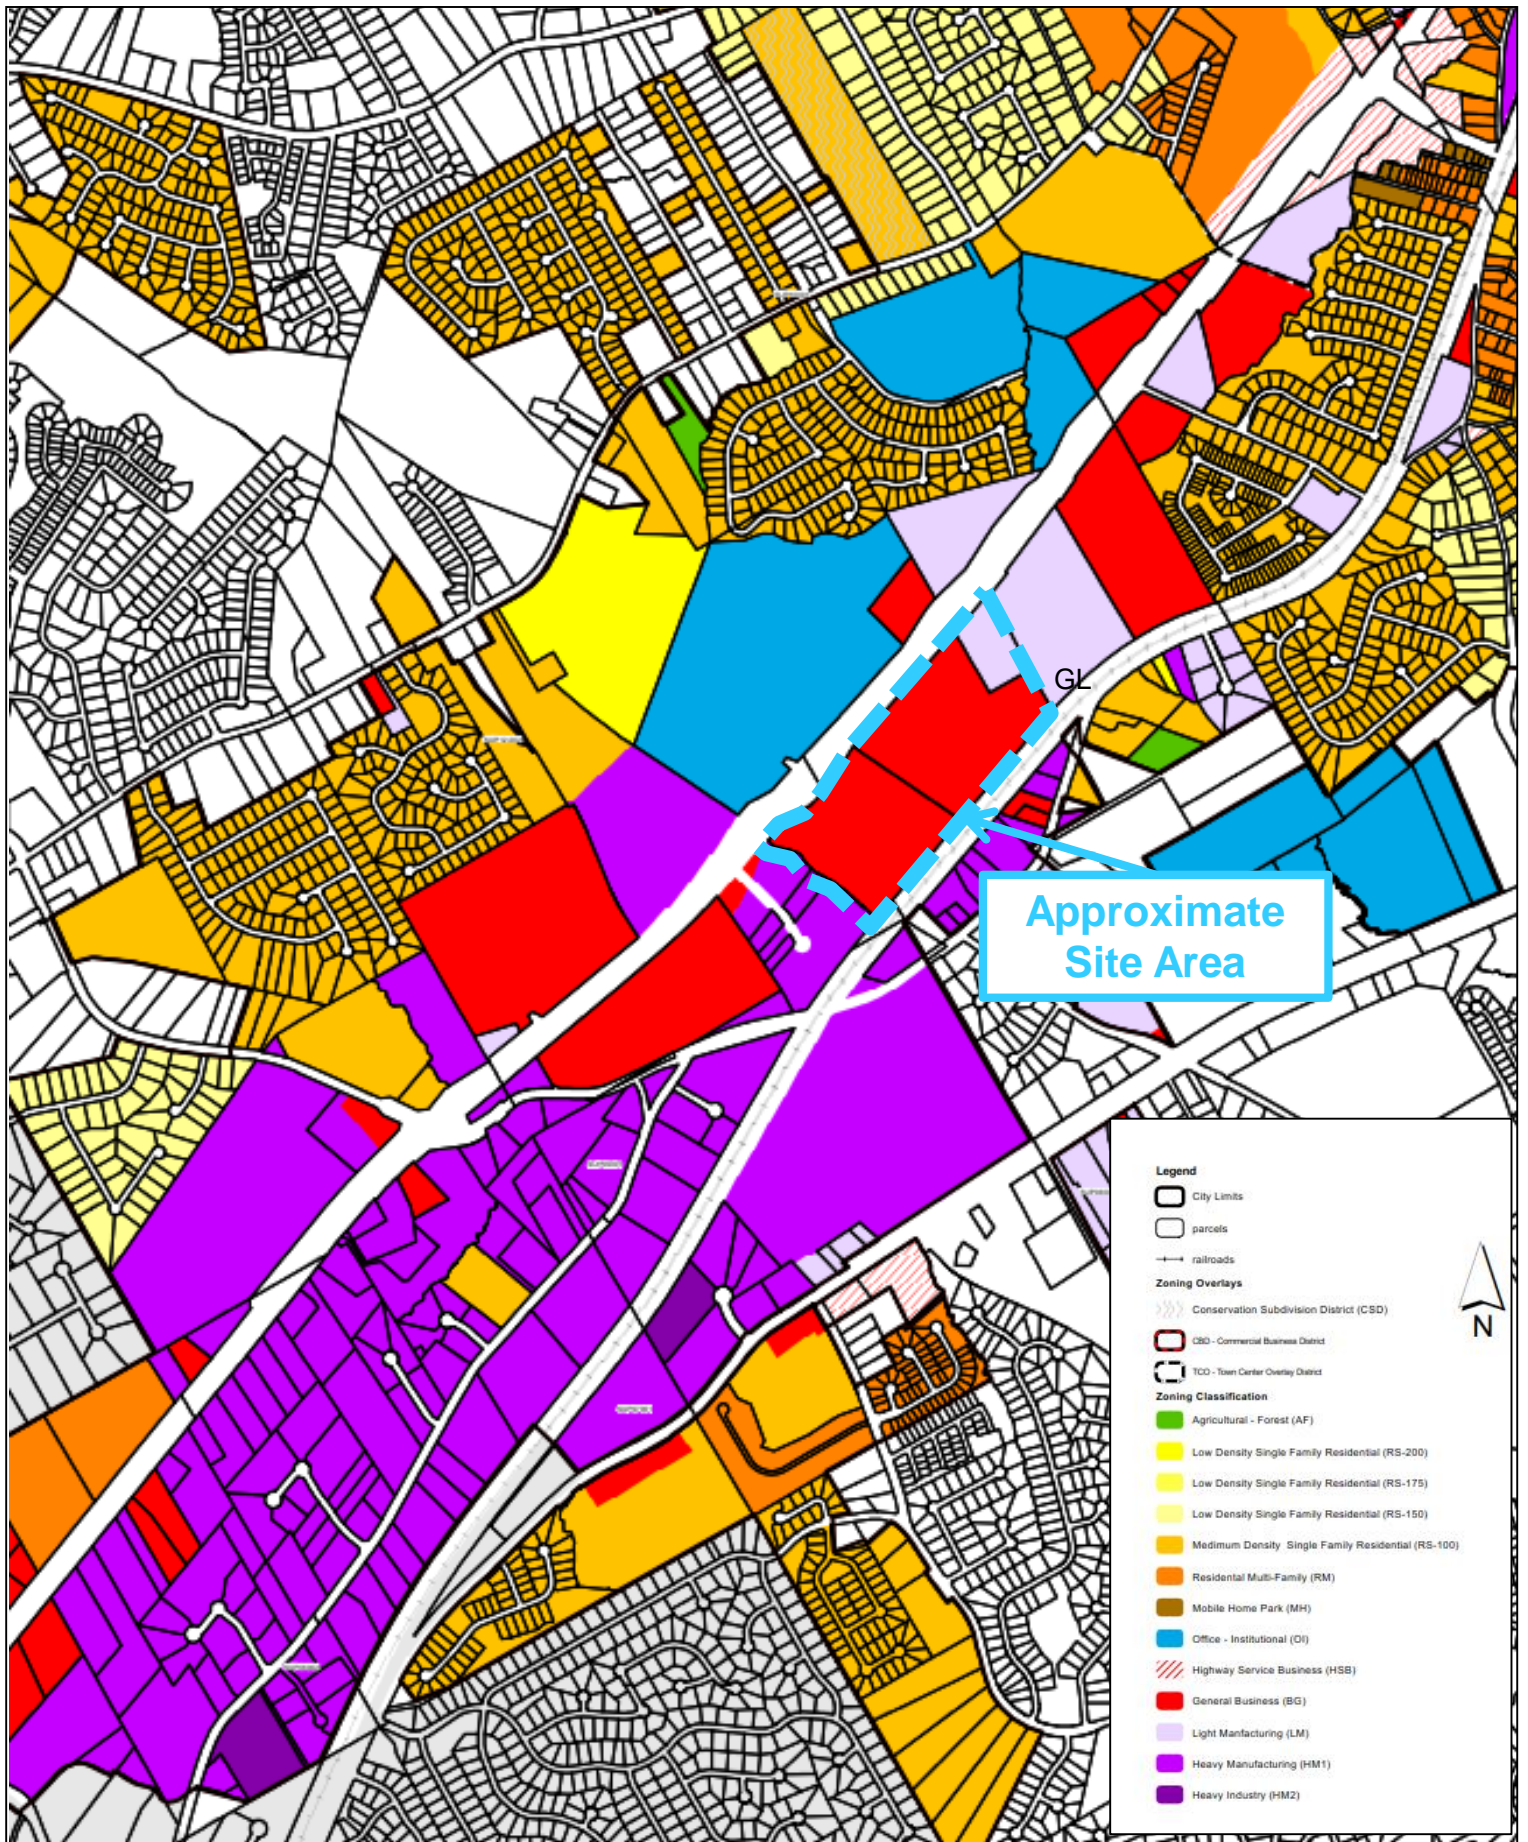 GL
Approximate
Site Area
Legend
City Limits
parcels
railroads
Zoning Overlays
Conservation Subdivision District (CSD)
CBD - Commercial Business District
TCO - Town Center Overlay District
N
Zoning Classification
Agricultural - Forest (AF)
Low Density Single Family Residential (RS-200)
Low Density Single Family Residential (RS-175)
Low Density Single Family Residential (RS-150)
Medimum Density Single Family Residential (RS-100)
Residental Multi-Family (RM)
Mobile Home Park (MH)
Office - Institutional (OI)
Highway Service Business (HSB)
General Business (BG)
Light Manfacturing (LM)
Heavy Manufacturing (HM1)
Heavy Industry (HM2)